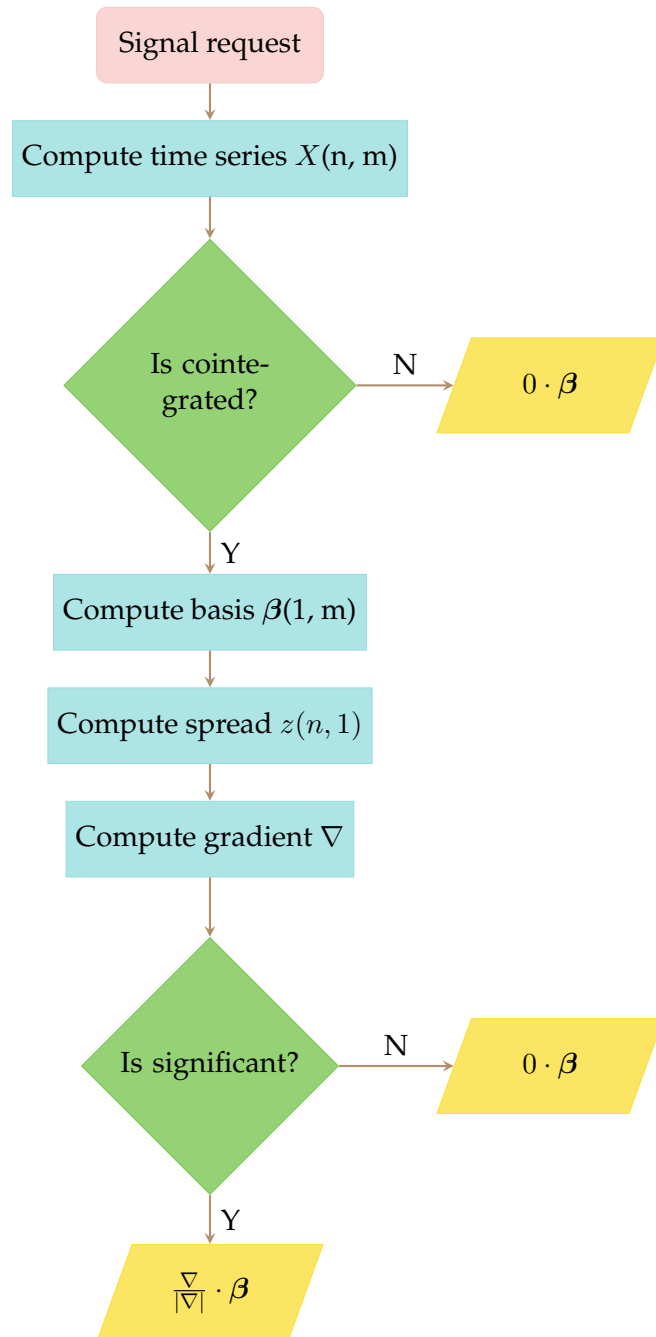 Signal request
Compute time series X(n, m)
Is cointe-
grated?
N
0 · β
Y
Compute basis β(1, m)
Compute spread z(n, 1)
Compute gradient ∇
Is significant?
N
0 · β
Y
∇/|∇| · β